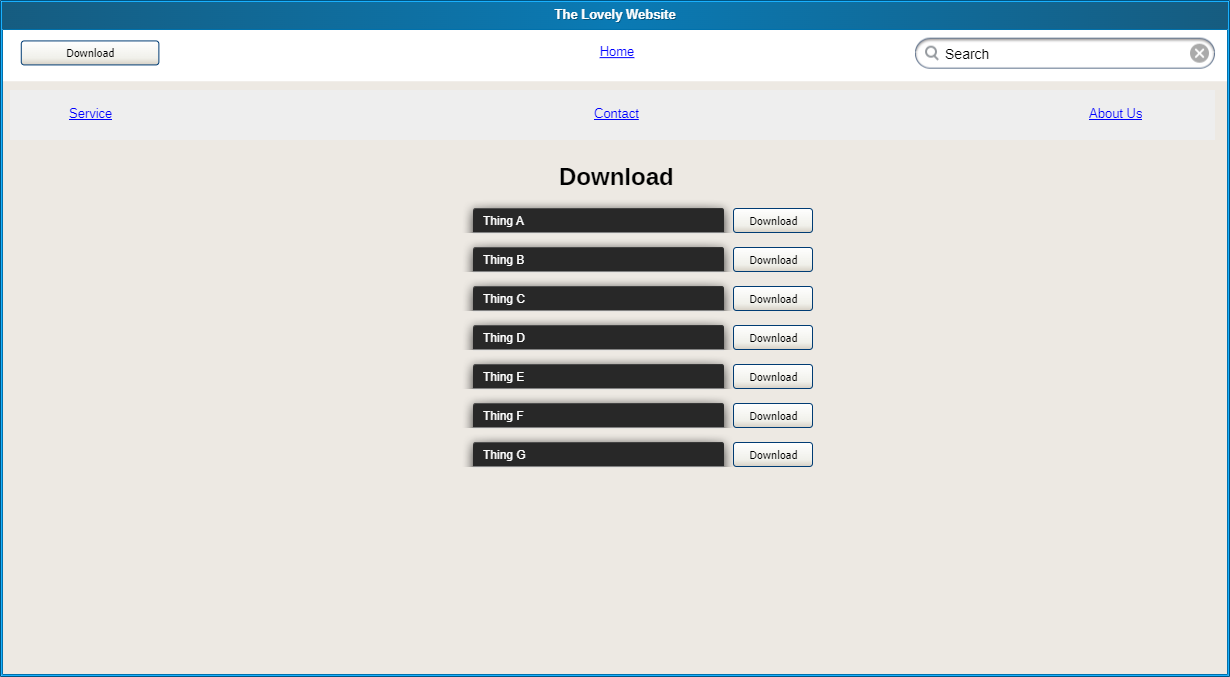 The Lovely Website
Download Home Search
Service Contact About Us
Download
Thing A Download
Thing B Download
Thing C Download
Thing D Download
Thing E Download
Thing F Download
Thing G Download